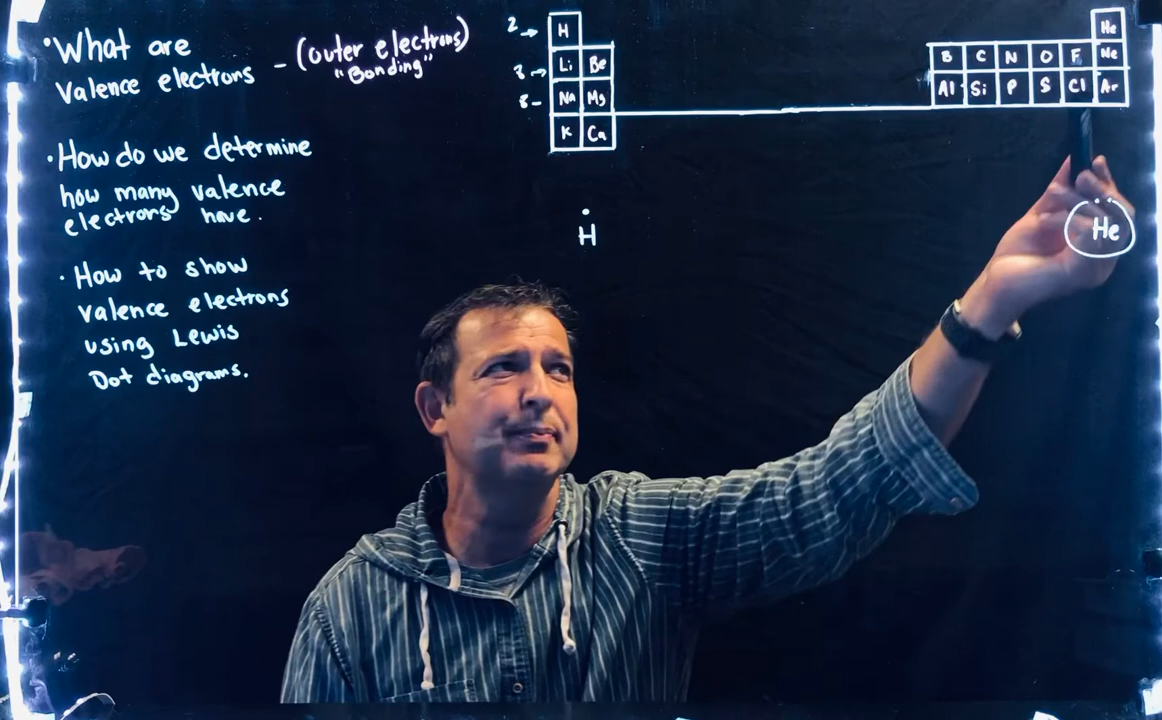 •What are
Valence electrons - (outer electrons)
"Bonding"
•How do we determine
how many valence
electrons have.
• How to show
valence electrons
using Lewis
Dot diagrams.
2→ H He
8→ Li Be B C N O F Ne
8- Na Mg Al Si P S Cl Ar
K Ca
H He